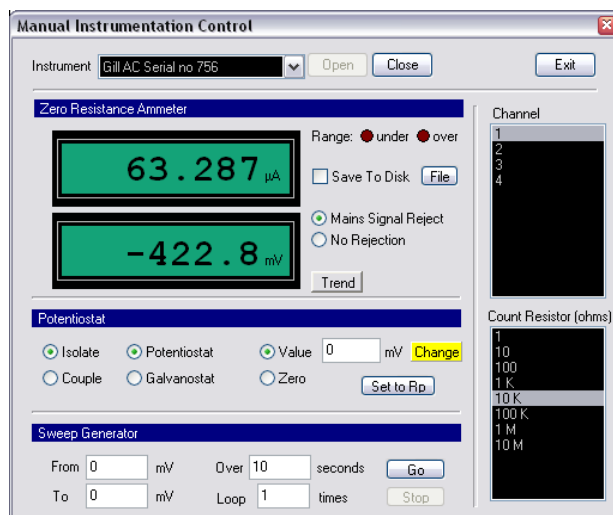 Manual Instrumentation Control
Instrument Gill AC Serial no 756 Open Close Exit
Zero Resistance Ammeter
63.287 µA
-422.8 mV
Range: under over
Save To Disk File
Mains Signal Reject
No Rejection
Trend
Potentiostat
Isolate Potentiostat Value 0 mV Change
Couple Galvanostat Zero Set to Rp
Sweep Generator
From 0 mV Over 10 seconds Go
To 0 mV Loop 1 times Stop
Channel
1
2
3
4
Count Resistor (ohms)
1
10
100
1 K
10 K
100 K
1 M
10 M